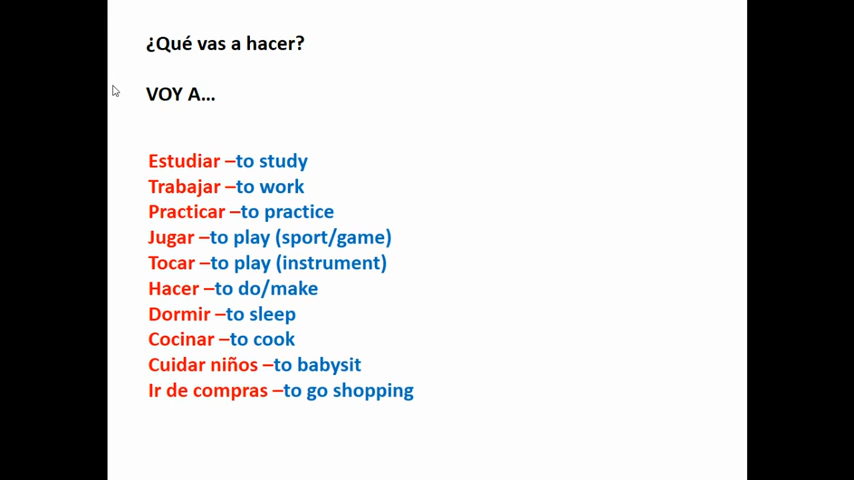 ¿Qué vas a hacer?
VOY A...
Estudiar –to study
Trabajar –to work
Practicar –to practice
Jugar –to play (sport/game)
Tocar –to play (instrument)
Hacer –to do/make
Dormir –to sleep
Cocinar –to cook
Cuidar niños –to babysit
Ir de compras –to go shopping